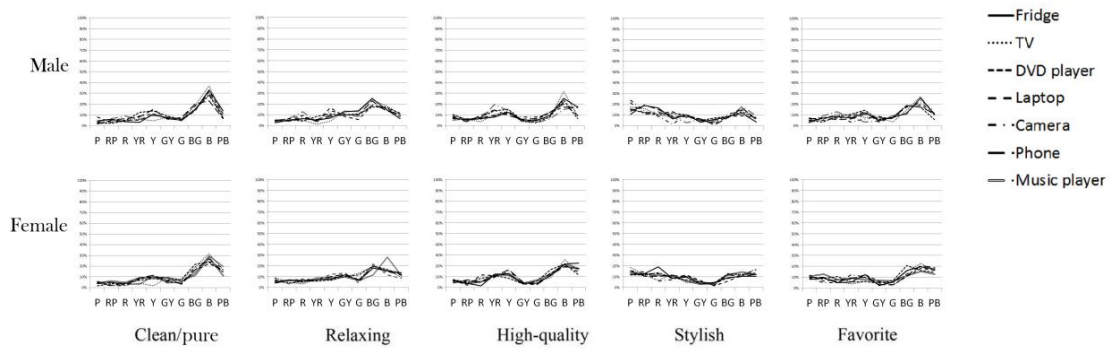 Fridge
TV
DVD player
Laptop
Camera
Phone
Music player
Male
P RP R YR Y GY G BG B PB
P RP R YR Y GY G BG B PB
P RP R YR Y GY G BG B PB
P RP R YR Y GY G BG B PB
P RP R YR Y GY G BG B PB
Female
P RP R YR Y GY G BG B PB
P RP R YR Y GY G BG B PB
P RP R YR Y GY G BG B PB
P RP R YR Y GY G BG B PB
P RP R YR Y GY G BG B PB
Clean/pure
Relaxing
High-quality
Stylish
Favorite